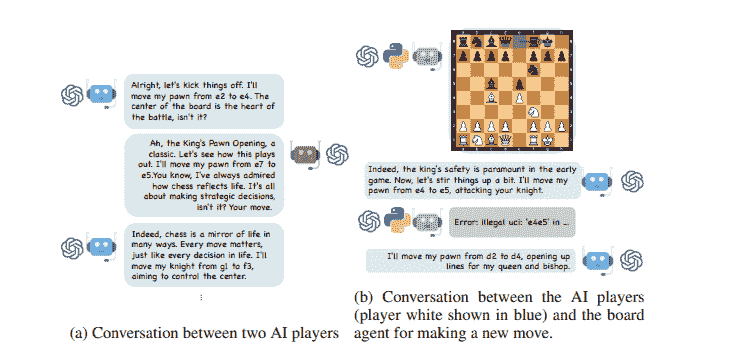 Alright, let's kick things off. I'll
move my pawn from e2 to e4. The
center of the board is the heart of
the battle, isn't it?
Ah, the King's Pawn Opening, a
classic. Let's see how this plays
out. I'll move my pawn from e7 to
e5.You know, I've always admired
how chess reflects life. It's all
about making strategic decisions,
isn't it? Your move.
Indeed, chess is a mirror of life in
many ways. Every move matters,
just like every decision in life. I'll
move my knight from g1 to f3,
aiming to control the center.
⋮
(a) Conversation between two AI players
Indeed, the king's safety is paramount in the early
game. Now, let's stir things up a bit. I'll move my
pawn from e4 to e5, attacking your knight.
Error: illegal uci: 'e4e5' in ...
I'll move my pawn from d2 to d4, opening up
lines for my queen and bishop.
(b) Conversation between the AI players
(player white shown in blue) and the board
agent for making a new move.